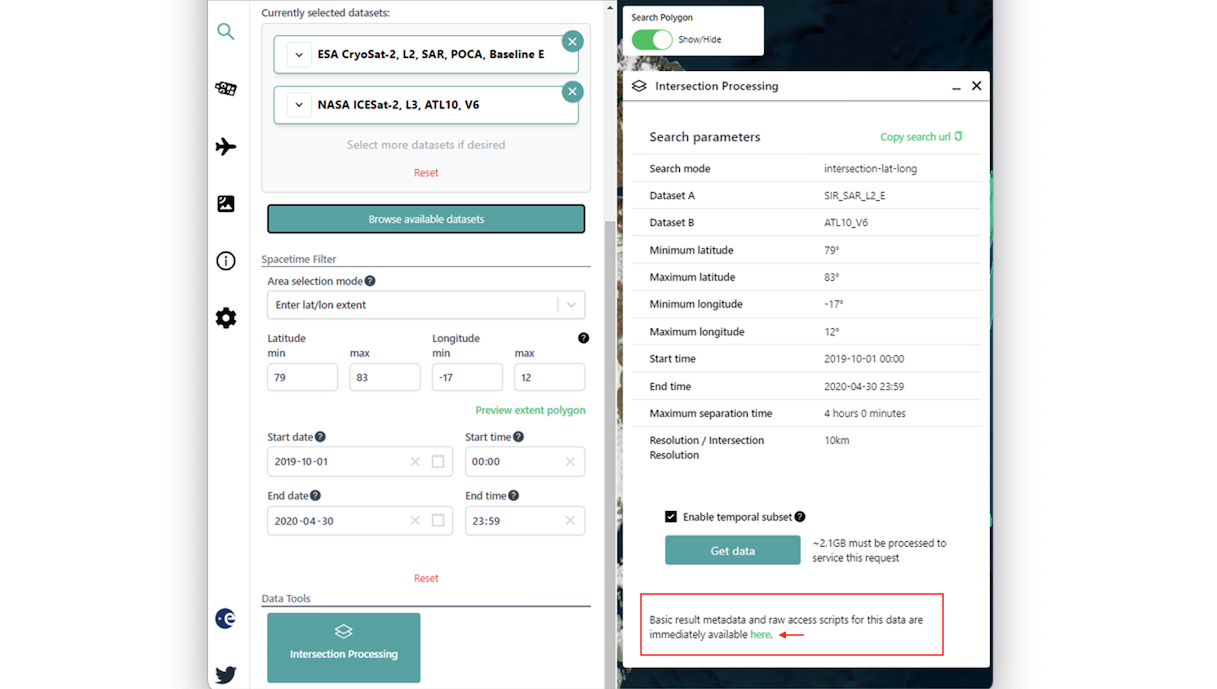 Currently selected datasets:
ESA CryoSat-2, L2, SAR, POCA, Baseline E
NASA ICESat-2, L3, ATL10, V6
Select more datasets if desired
Reset
Browse available datasets
Spacetime Filter
Area selection mode
Enter lat/lon extent
Latitude
Longitude
min
max
min
max
79
83
-17
12
Preview extent polygon
Start date
Start time
2019-10-01
00:00
End date
End time
2020-04-30
23:59
Reset
Data Tools
Intersection Processing
Search Polygon
Show/Hide
Intersection Processing
Search parameters
Copy search url
Search mode
intersection-lat-long
Dataset A
SIR_SAR_L2_E
Dataset B
ATL10_V6
Minimum latitude
79°
Maximum latitude
83°
Minimum longitude
-17°
Maximum longitude
12°
Start time
2019-10-01 00:00
End time
2020-04-30 23:59
Maximum separation time
4 hours 0 minutes
Resolution / Intersection
Resolution
10km
Enable temporal subset
Get data
~2.1GB must be processed to
service this request
Basic result metadata and raw access scripts for this data are
immediately available here.